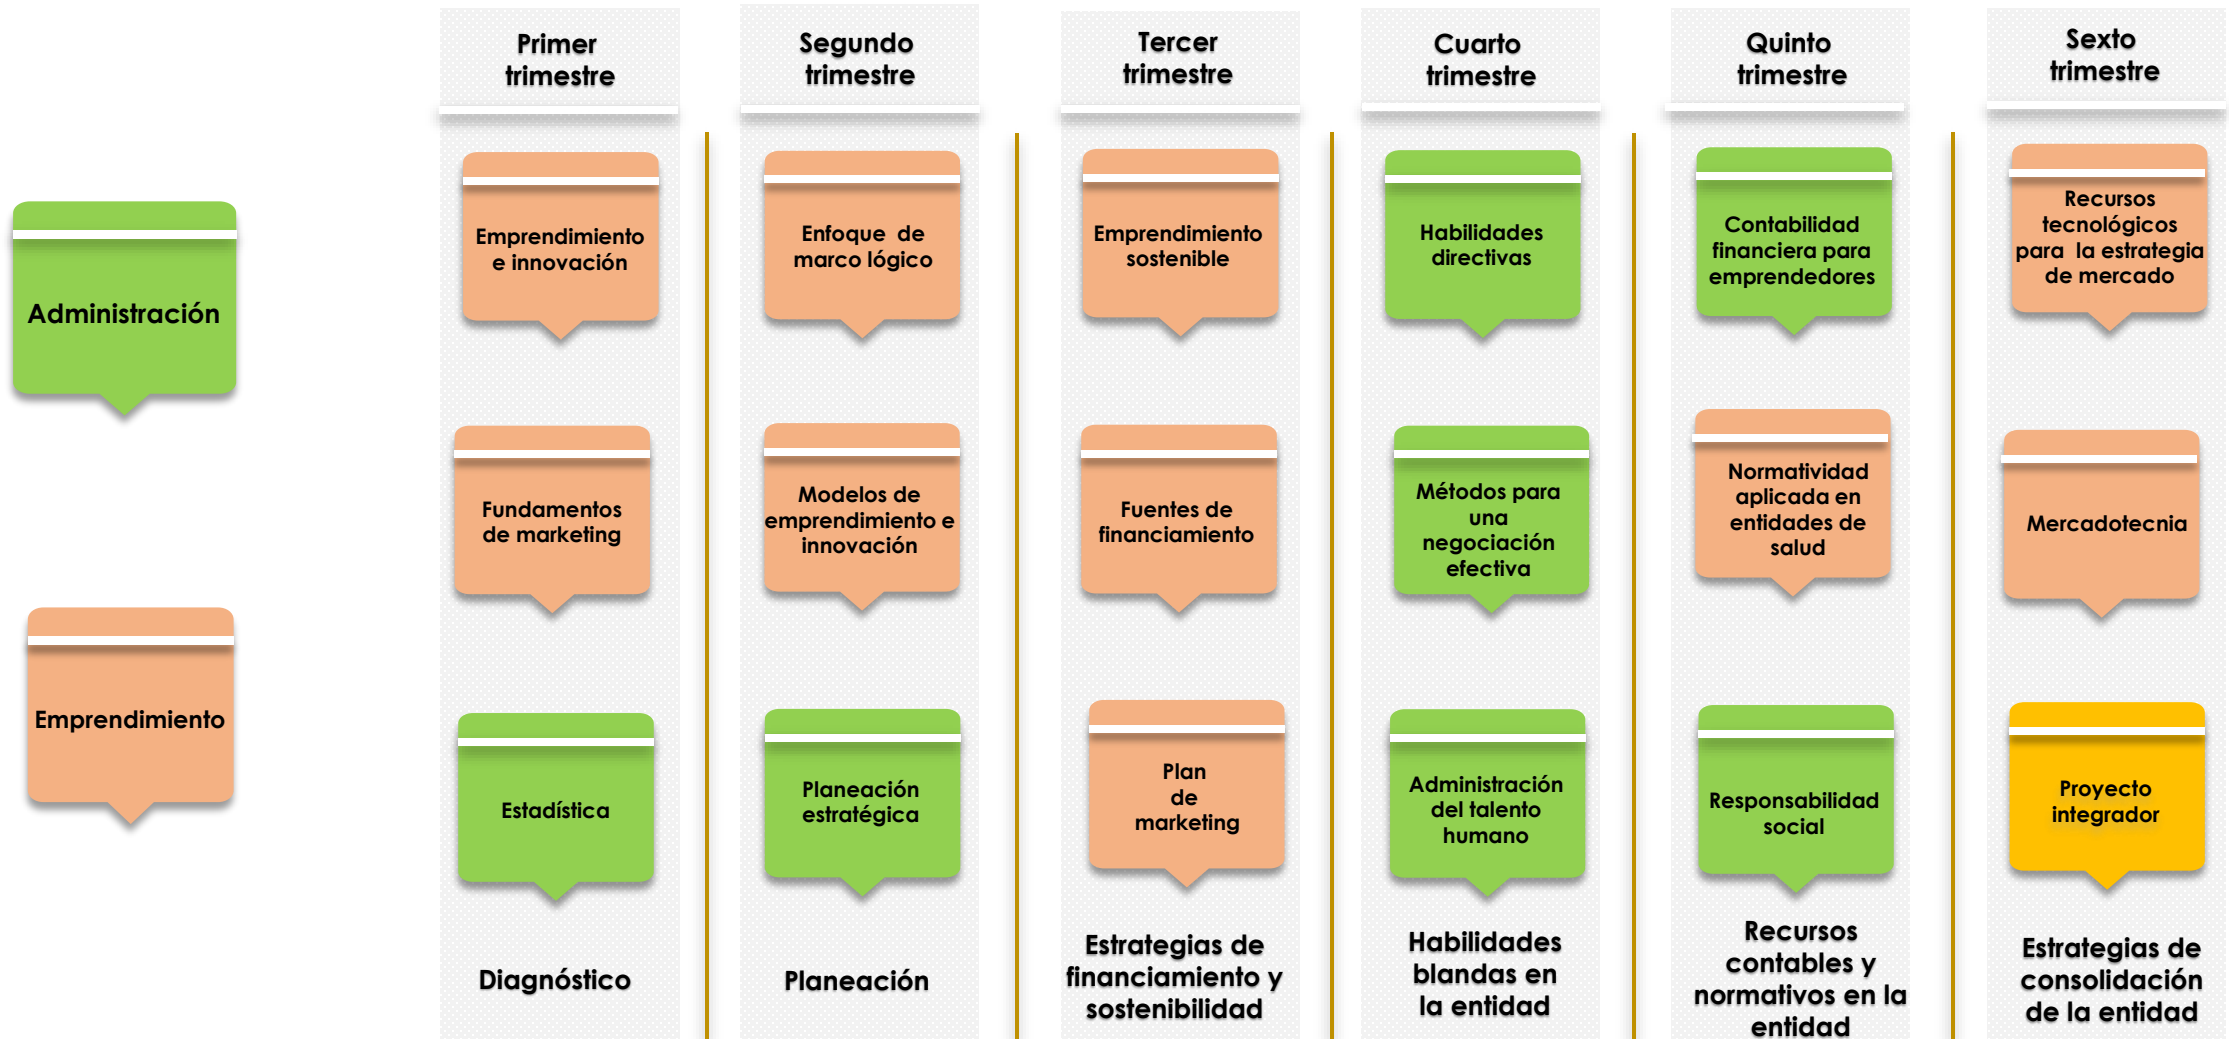 Administración
Emprendimiento
Primer
trimestre
Emprendimiento
e innovación
Fundamentos
de marketing
Estadística
Diagnóstico
Segundo
trimestre
Enfoque de
marco lógico
Modelos de
emprendimiento e
innovación
Planeación
estratégica
Planeación
Tercer
trimestre
Emprendimiento
sostenible
Fuentes de
financiamiento
Plan
de
marketing
Estrategias de
financiamiento y
sostenibilidad
Cuarto
trimestre
Habilidades
directivas
Métodos para
una
negociación
efectiva
Administración
del talento
humano
Habilidades
blandas en
la entidad
Quinto
trimestre
Contabilidad
financiera para
emprendedores
Normatividad
aplicada en
entidades de
salud
Responsabilidad
social
Recursos
contables y
normativos en la
entidad
Sexto
trimestre
Recursos
tecnológicos
para la estrategia
de mercado
Mercadotecnia
Proyecto
integrador
Estrategias de
consolidación
de la entidad